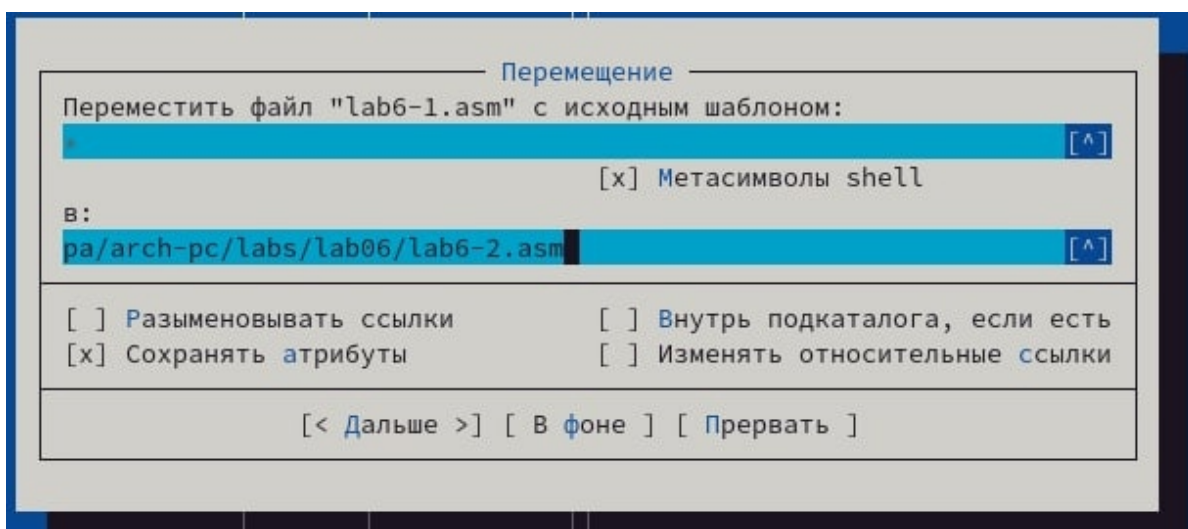 Перемещение
Переместить файл "lab6-1.asm" с исходным шаблоном:
* [^]
[x] Метасимволы shell
в:
pa/arch-pc/labs/lab06/lab6-2.asm [^]
[ ] Разыменовывать ссылки [ ] Внутрь подкаталога, если есть
[x] Сохранять атрибуты [ ] Изменять относительные ссылки
[< Дальше >] [ В фоне ] [ Прервать ]